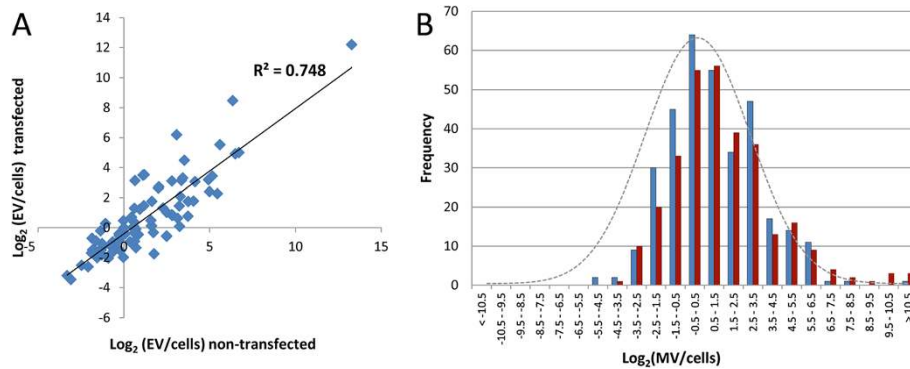 A
Log2 (EV/cells) transfected
14
12
10
8
6
4
2
0
-2
-4
-6
-5 0 5 10 15
R² = 0.748
Log2 (EV/cells) non-transfected
B
Frequency
70
60
50
40
30
20
10
0
< -10.5
-10.5 - -9.5
-9.5 - -8.5
-8.5 - -7.5
-7.5 - -6.5
-6.5 - -5.5
-5.5 - -4.5
-4.5 - -3.5
-3.5 - -2.5
-2.5 - -1.5
-1.5 - -0.5
-0.5 - 0.5
0.5 - 1.5
1.5 - 2.5
2.5 - 3.5
3.5 - 4.5
4.5 - 5.5
5.5 - 6.5
6.5 - 7.5
7.5 - 8.5
8.5 - 9.5
9.5 - 10.5
> 10.5
Log2(MV/cells)